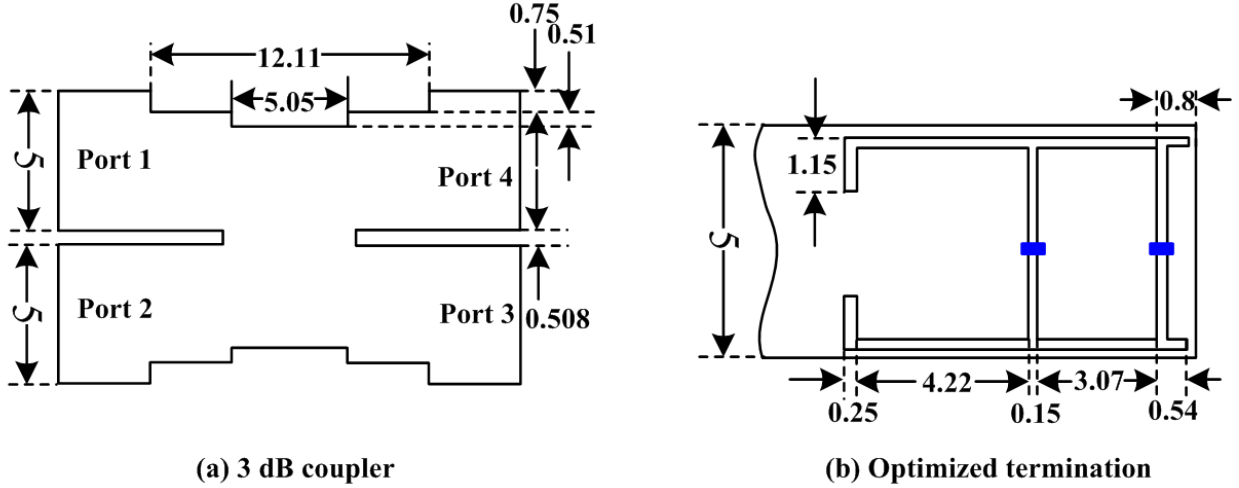 0.75
0.51
12.11
5.05
5
Port 1
Port 4
5
Port 2
Port 3
0.508
(a) 3 dB coupler
0.8
1.15
5
4.22
3.07
0.25
0.15
0.54
(b) Optimized termination